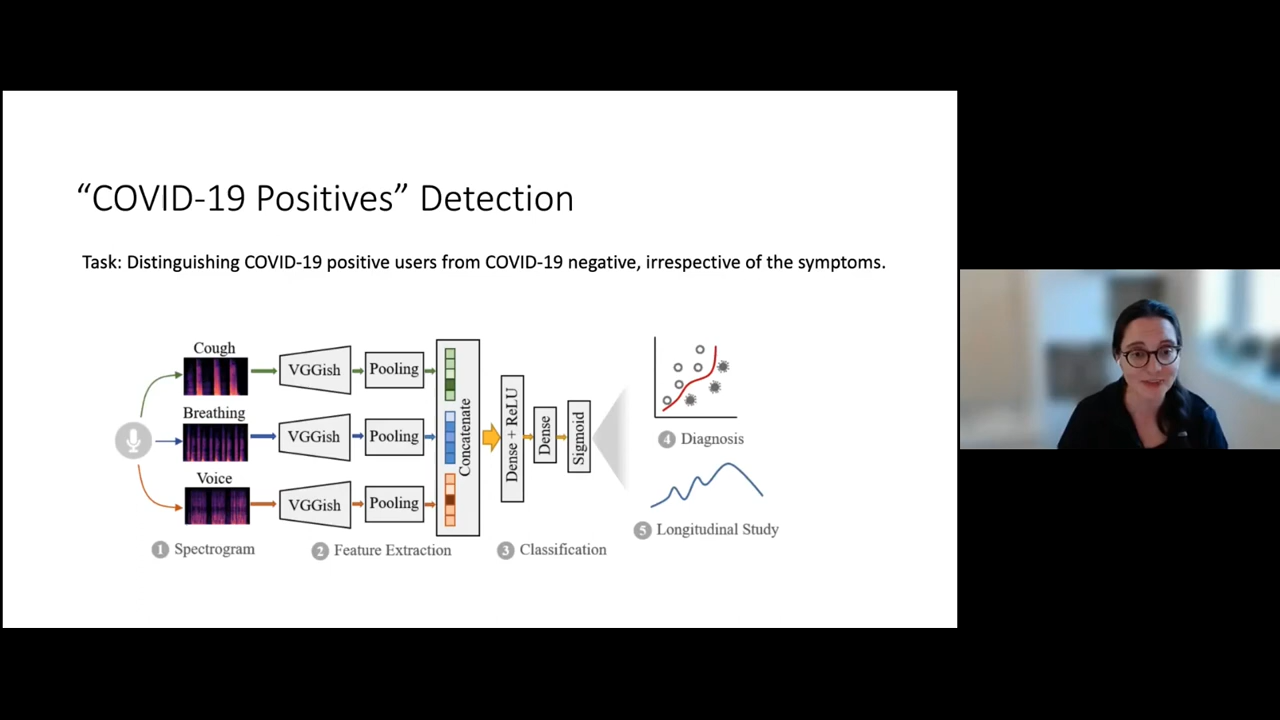 “COVID-19 Positives” Detection
Task: Distinguishing COVID-19 positive users from COVID-19 negative, irrespective of the symptoms.
Cough
VGGish
Pooling
Breathing
VGGish
Pooling
Voice
VGGish
Pooling
Concatenate
Dense + ReLU
Dense
Sigmoid
4 Diagnosis
5 Longitudinal Study
1 Spectrogram
2 Feature Extraction
3 Classification